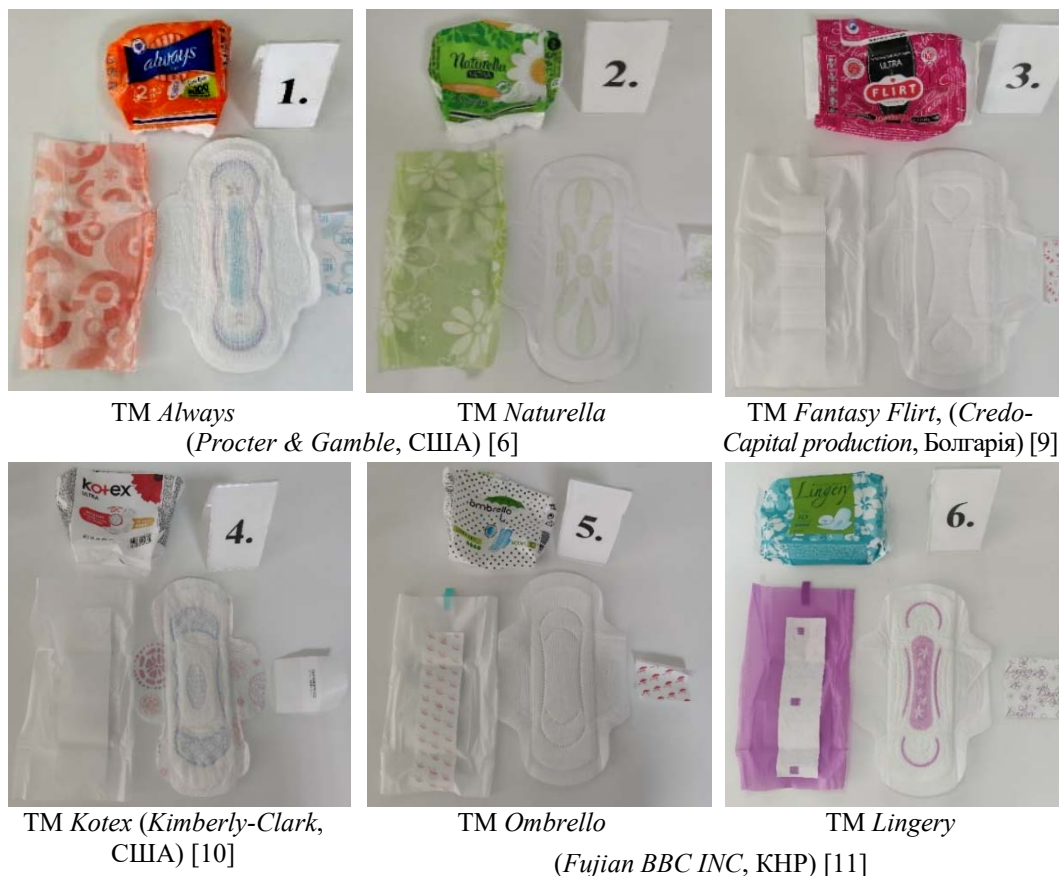 always
1.
Naturella
ULTRA
2.
ULTRA
FLIRT
3.
ТМ Always
ТМ Naturella
(Procter & Gamble, США) [6]
ТМ Fantasy Flirt, (Credo-
Capital production, Болгарія) [9]
kotex
ULTRA
4.
ombrello
5.
Lingery
6.
ТМ Kotex (Kimberly-Clark,
США) [10]
ТМ Ombrello
ТМ Lingery
(Fujian BBC INC, КНР) [11]